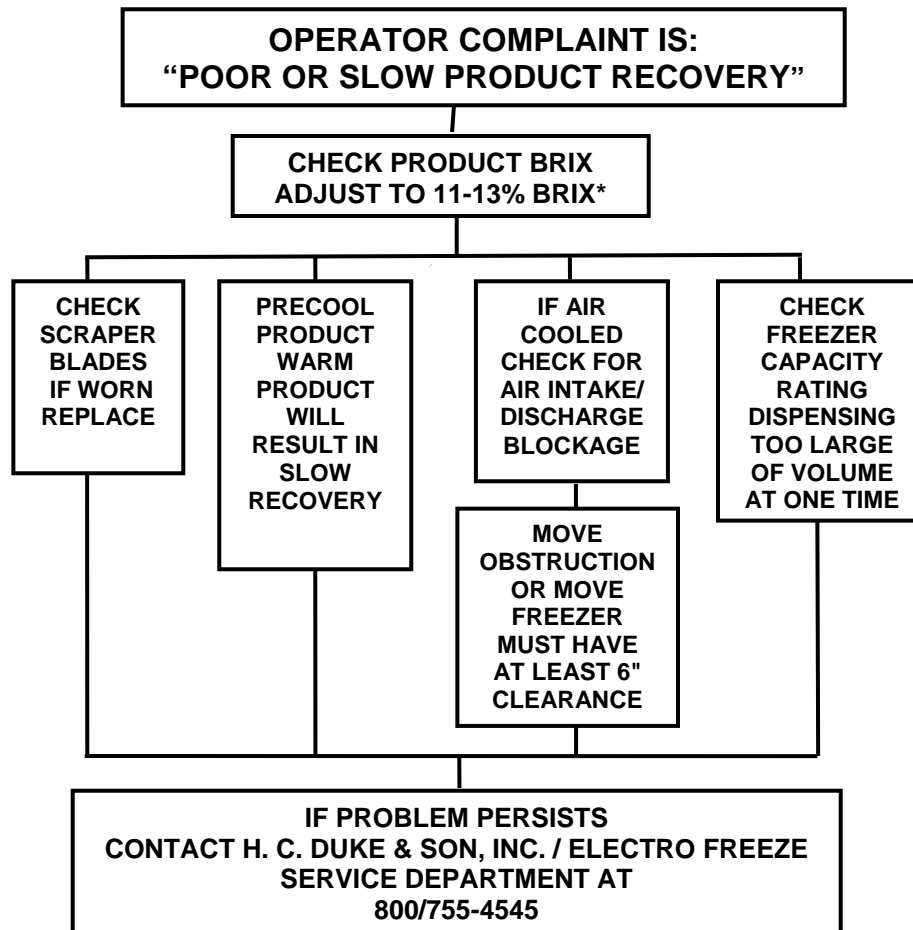 OPERATOR COMPLAINT IS:
“POOR OR SLOW PRODUCT RECOVERY”
CHECK PRODUCT BRIX
ADJUST TO 11-13% BRIX*
CHECK
SCRAPER
BLADES
IF WORN
REPLACE
PRECOOL
PRODUCT
WARM
PRODUCT
WILL
RESULT IN
SLOW
RECOVERY
IF AIR
COOLED
CHECK FOR
AIR INTAKE/
DISCHARGE
BLOCKAGE
MOVE
OBSTRUCTION
OR MOVE
FREEZER
MUST HAVE
AT LEAST 6"
CLEARANCE
CHECK
FREEZER
CAPACITY
RATING
DISPENSING
TOO LARGE
OF VOLUME
AT ONE TIME
IF PROBLEM PERSISTS
CONTACT H. C. DUKE & SON, INC. / ELECTRO FREEZE
SERVICE DEPARTMENT AT
800/755-4545